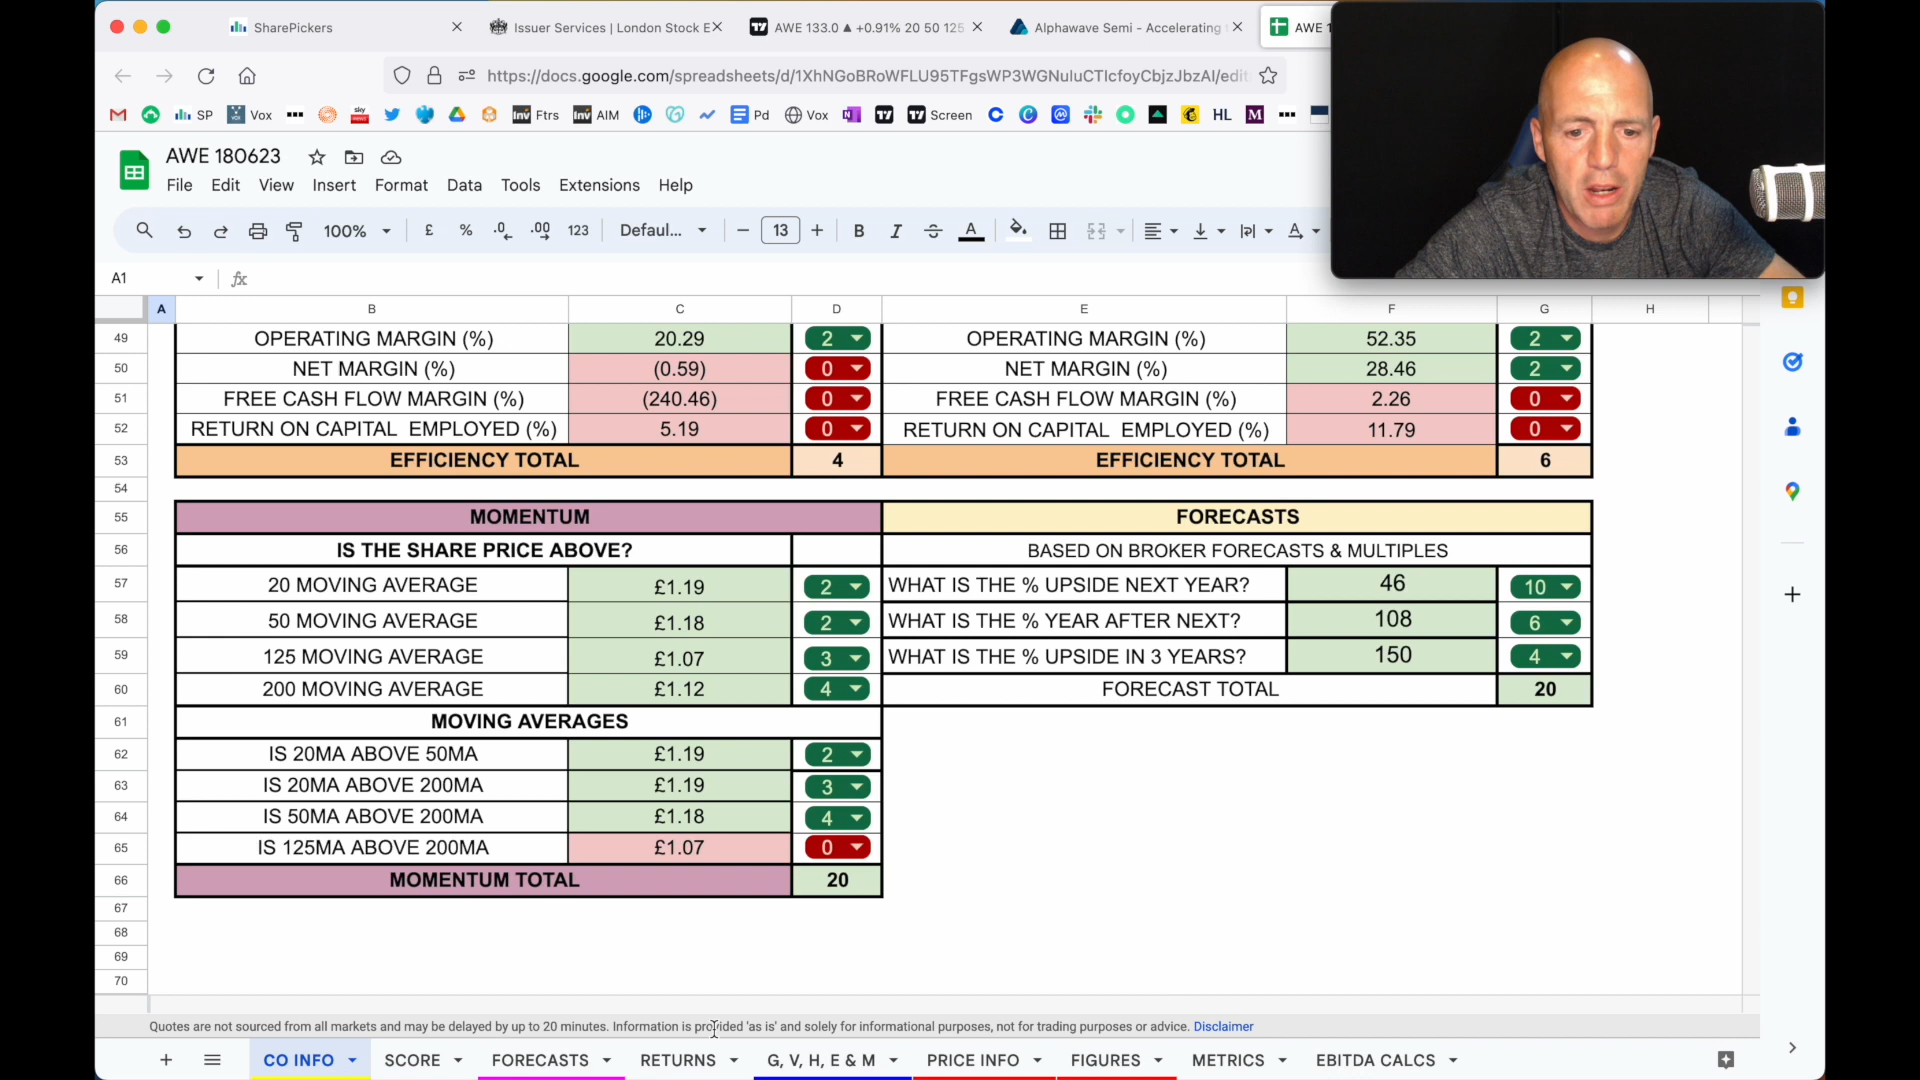 SharePickers
Issuer Services | London Stock E
AWE 133.0 ▲ +0.91% 20 50 125
Alphawave Semi - Accelerating
AWE 1
https://docs.google.com/spreadsheets/d/1XhNGoBRoWFLU95TFgsWP3WGNuluCTIcfoyCbjzJbzAI/edit
SP
Vox
Inv Ftrs
Inv AIM
Pd
Vox
Screen
HL
AWE 180623
File Edit View Insert Format Data Tools Extensions Help
100% £ % .0 .00 123 Defaul... 13 B I A
A1 fx
A B C D E F G H
49 OPERATING MARGIN (%) 20.29 2 OPERATING MARGIN (%) 52.35 2
50 NET MARGIN (%) (0.59) 0 NET MARGIN (%) 28.46 2
51 FREE CASH FLOW MARGIN (%) (240.46) 0 FREE CASH FLOW MARGIN (%) 2.26 0
52 RETURN ON CAPITAL EMPLOYED (%) 5.19 0 RETURN ON CAPITAL EMPLOYED (%) 11.79 0
53 EFFICIENCY TOTAL 4 EFFICIENCY TOTAL 6
54
55 MOMENTUM FORECASTS
56 IS THE SHARE PRICE ABOVE? BASED ON BROKER FORECASTS & MULTIPLES
57 20 MOVING AVERAGE £1.19 2 WHAT IS THE % UPSIDE NEXT YEAR? 46 10
58 50 MOVING AVERAGE £1.18 2 WHAT IS THE % YEAR AFTER NEXT? 108 6
59 125 MOVING AVERAGE £1.07 3 WHAT IS THE % UPSIDE IN 3 YEARS? 150 4
60 200 MOVING AVERAGE £1.12 4 FORECAST TOTAL 20
61 MOVING AVERAGES
62 IS 20MA ABOVE 50MA £1.19 2
63 IS 20MA ABOVE 200MA £1.19 3
64 IS 50MA ABOVE 200MA £1.18 4
65 IS 125MA ABOVE 200MA £1.07 0
66 MOMENTUM TOTAL 20
67
68
69
70
Quotes are not sourced from all markets and may be delayed by up to 20 minutes. Information is provided 'as is' and solely for informational purposes, not for trading purposes or advice. Disclaimer
CO INFO SCORE FORECASTS RETURNS G, V, H, E & M PRICE INFO FIGURES METRICS EBITDA CALCS